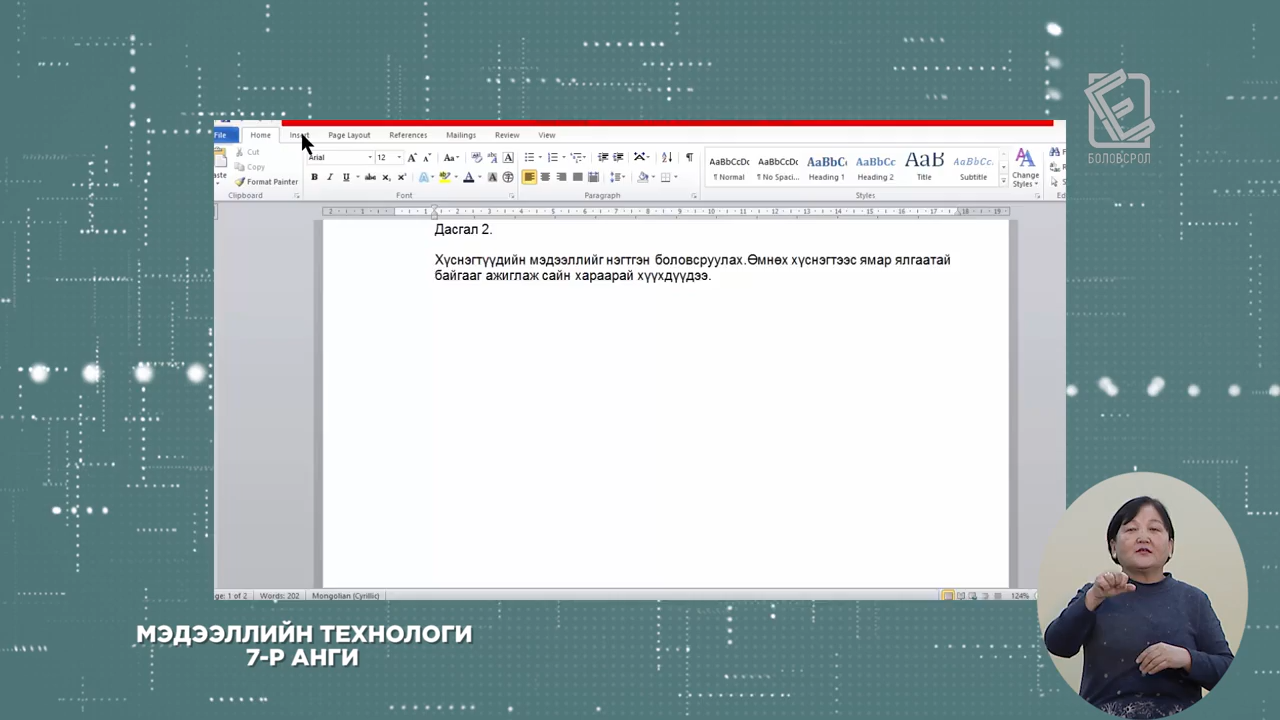 БОЛОВСРОЛ
File Home Insert Page Layout References Mailings Review View
Cut
Copy
Format Painter
Clipboard
Arial 12
Font
Paragraph
AaBbCcDc AaBbCcDc AaBbC AaBbCc AaB AaBbCc.
¶ Normal ¶ No Spaci... Heading 1 Heading 2 Title Subtitle
Change Styles
Styles
Дасгал 2.
Хүснэгтүүдийн мэдээллийг нэгтгэн боловсруулах.Өмнөх хүснэгтээс ямар ялгаатай
байгааг ажиглаж сайн хараарай хүүхдүүдээ.
1 of 2 Words: 202 Mongolian (Cyrillic) 124%
МЭДЭЭЛЛИЙН ТЕХНОЛОГИ
7-Р АНГИ